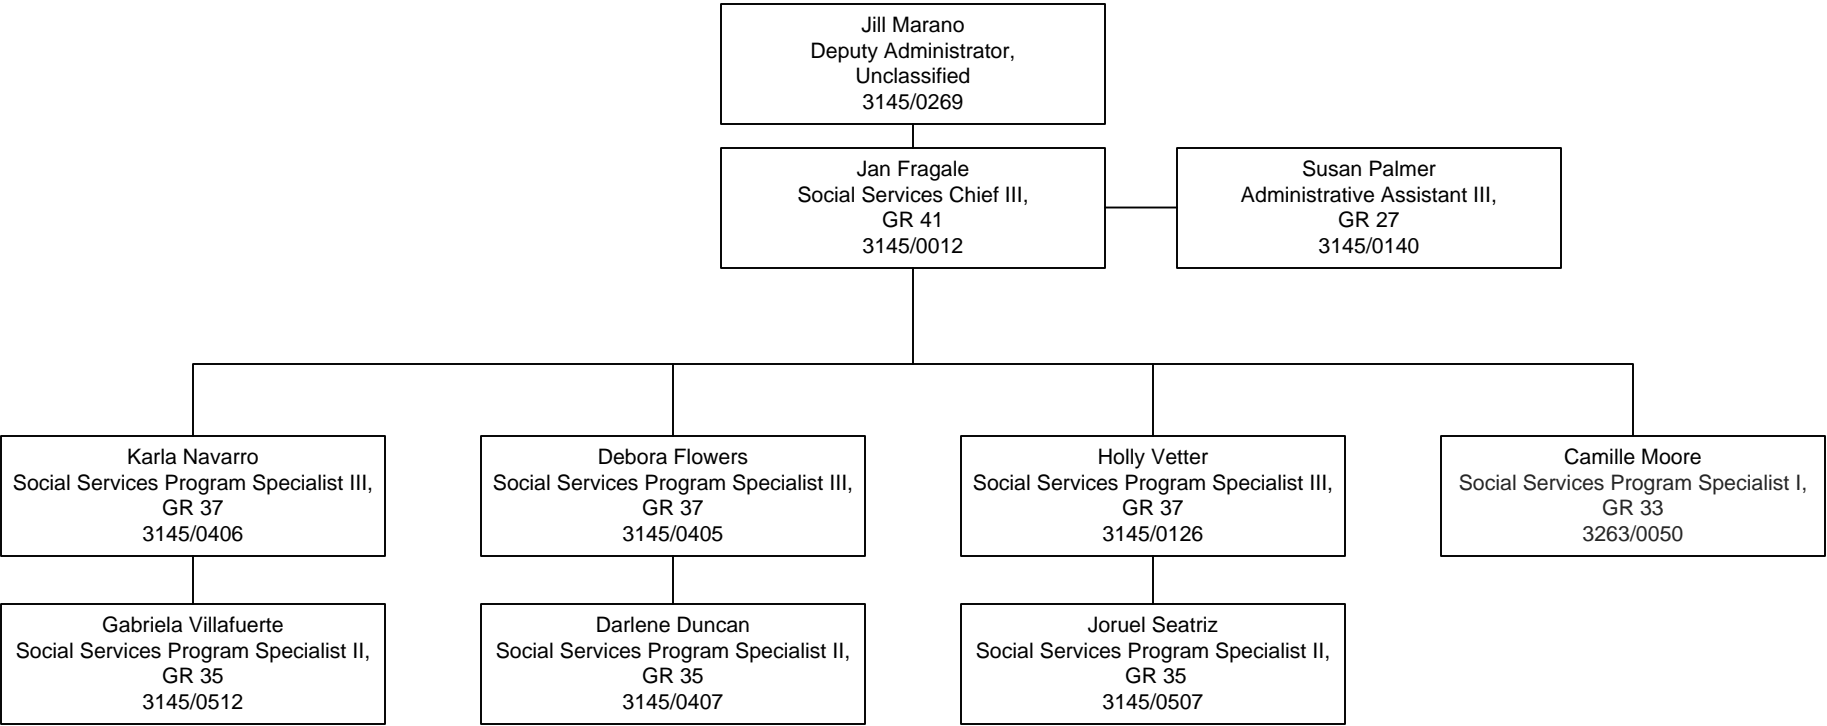 Jill Marano
Deputy Administrator,
Unclassified
3145/0269
Jan Fragale
Social Services Chief III,
GR 41
3145/0012
Susan Palmer
Administrative Assistant III,
GR 27
3145/0140
Karla Navarro
Social Services Program Specialist III,
GR 37
3145/0406
Debora Flowers
Social Services Program Specialist III,
GR 37
3145/0405
Holly Vetter
Social Services Program Specialist III,
GR 37
3145/0126
Camille Moore
Social Services Program Specialist I,
GR 33
3263/0050
Gabriela Villafuerte
Social Services Program Specialist II,
GR 35
3145/0512
Darlene Duncan
Social Services Program Specialist II,
GR 35
3145/0407
Joruel Seatriz
Social Services Program Specialist II,
GR 35
3145/0507